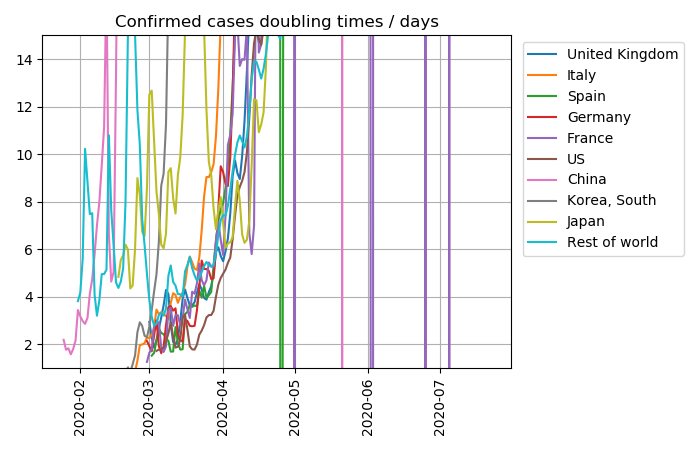 Confirmed cases doubling times / days
14
12
10
8
6
4
2
2020-02
2020-03
2020-04
2020-05
2020-06
2020-07
United Kingdom
Italy
Spain
Germany
France
US
China
Korea, South
Japan
Rest of world